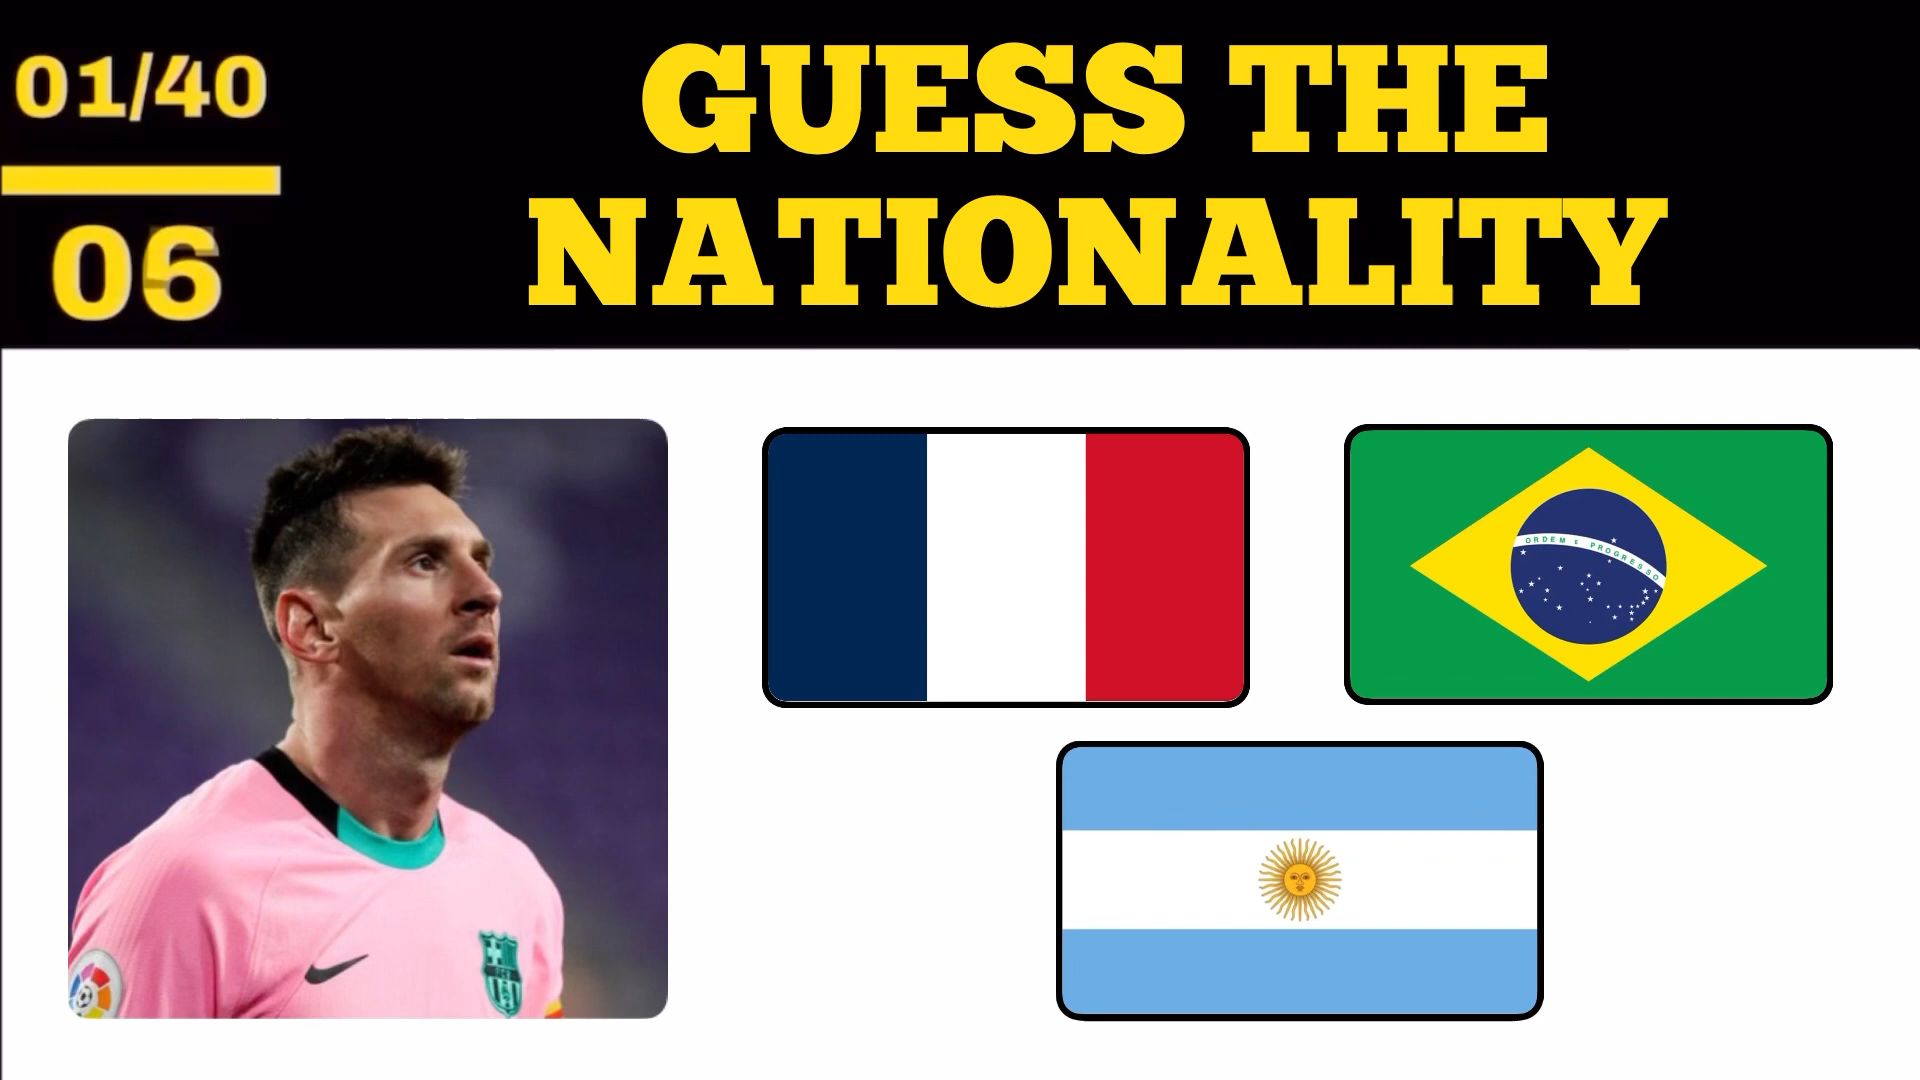 01/40
06
GUESS THE
NATIONALITY
ORDEM E PROGRESSO